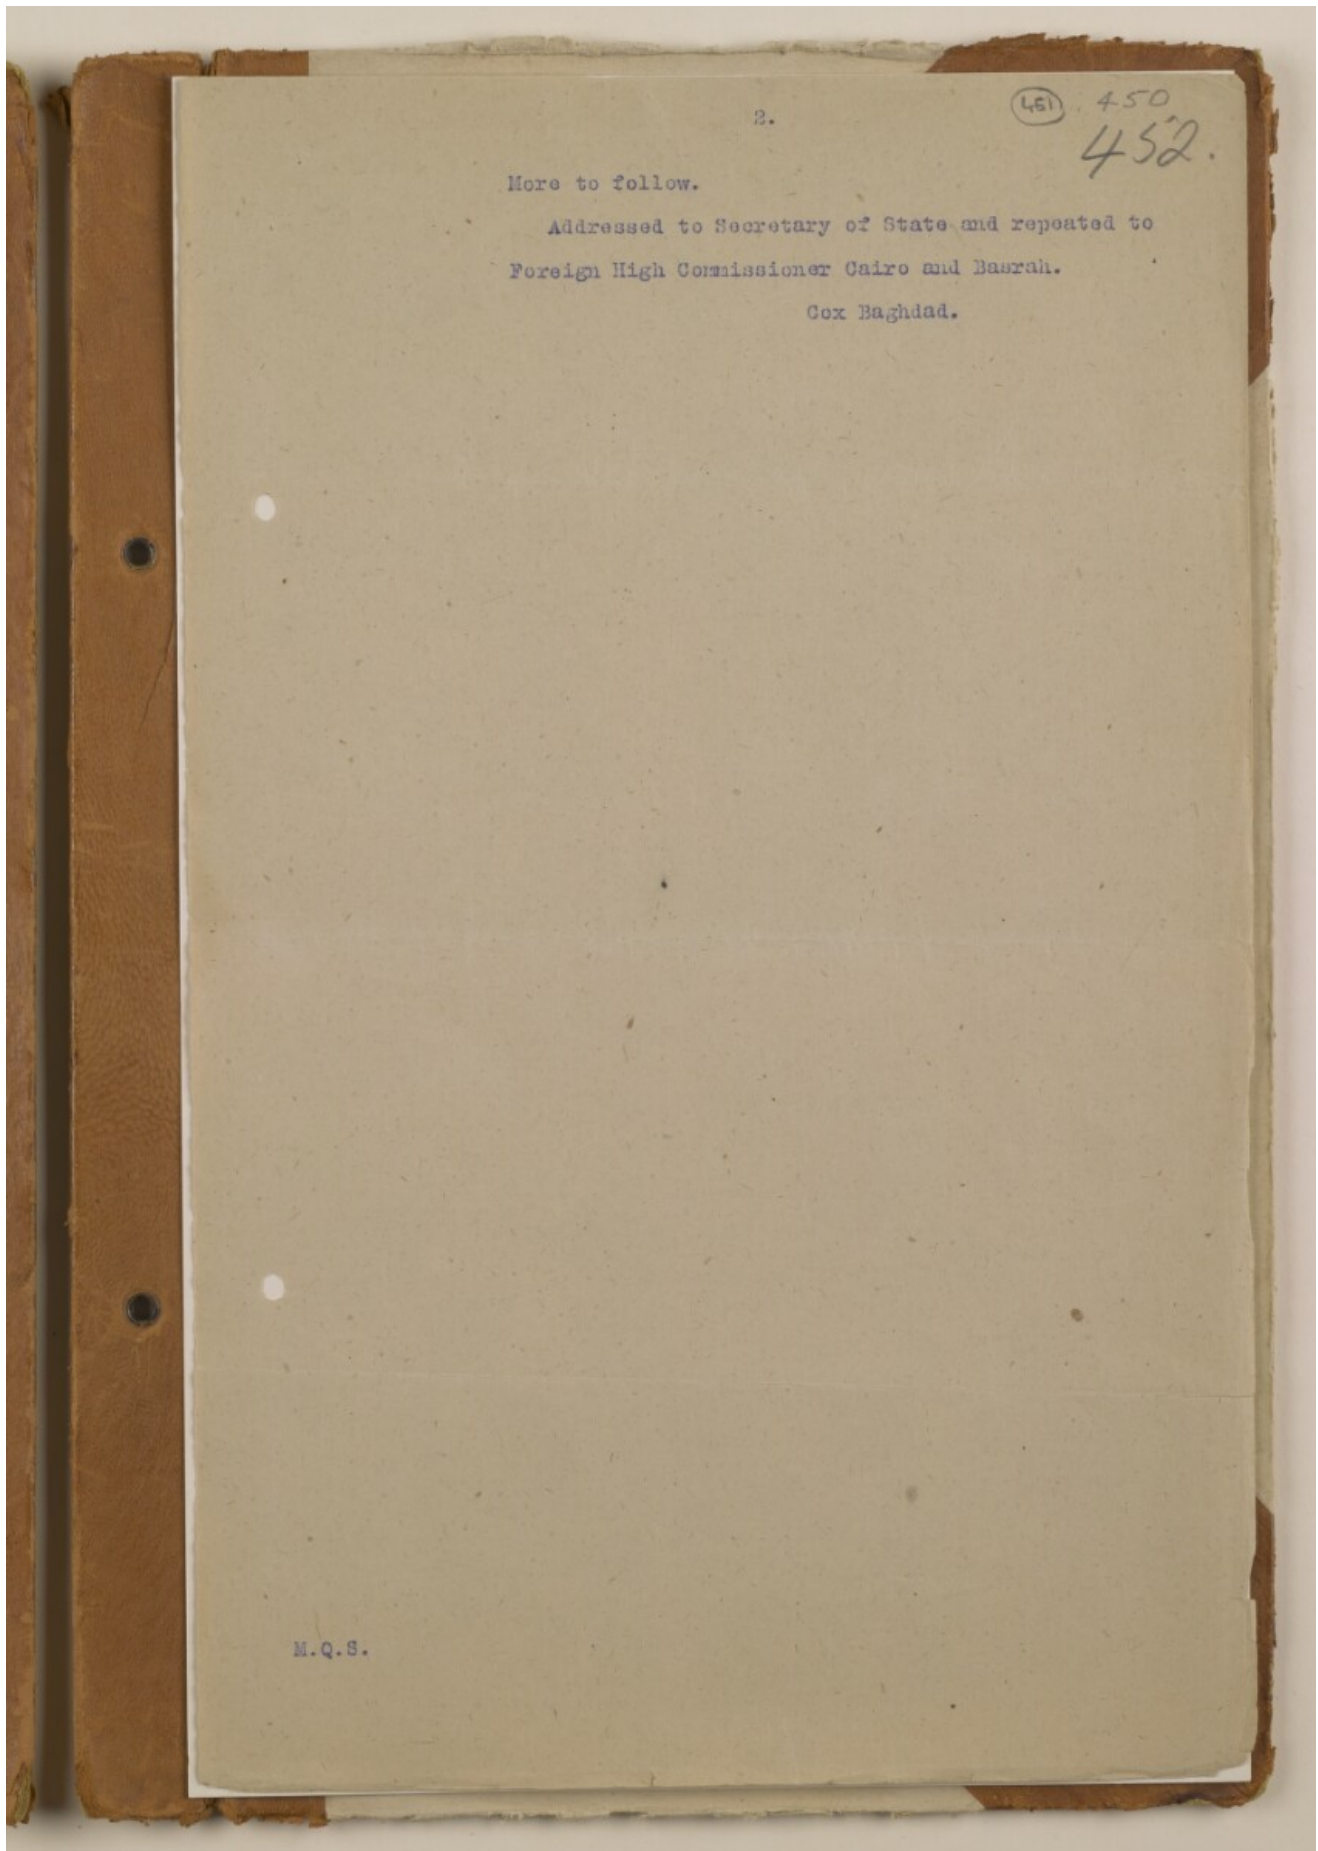 2.
451
450
452.
More to follow.
Addressed to Secretary of State and repeated to
Foreign High Commissioner Cairo and Basrah.
Cox Baghdad.
M.Q.S.